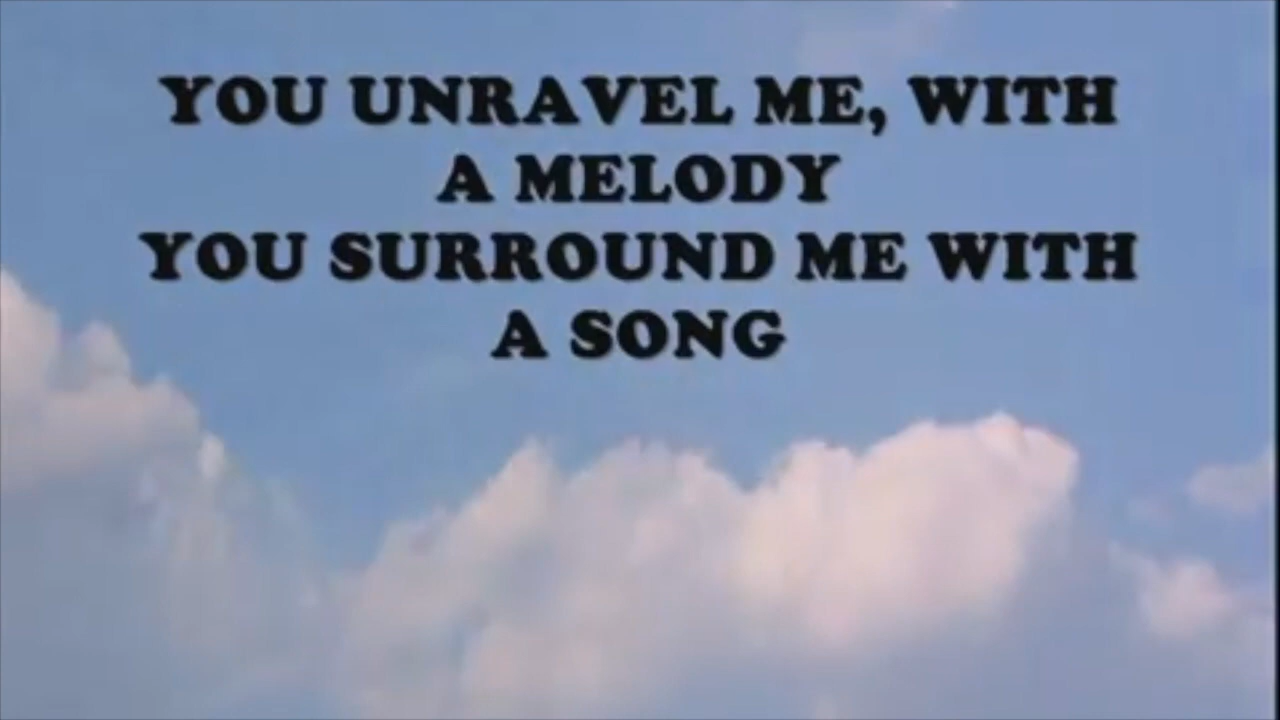 YOU UNRAVEL ME, WITH
A MELODY
YOU SURROUND ME WITH
A SONG